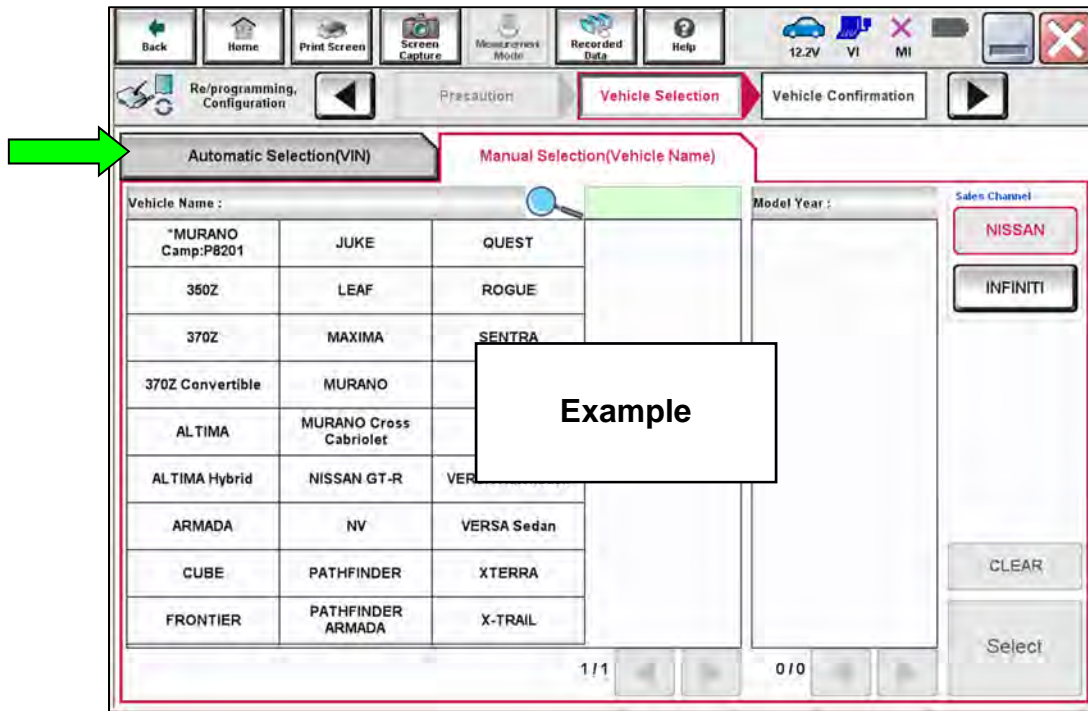 Back
Home
Print Screen
Screen
Capture
Measurement
Mode
Recorded
Data
Help
12.2V
VI
MI
Re/programming,
Configuration
Precaution
Vehicle Selection
Vehicle Confirmation
Automatic Selection(VIN)
Manual Selection(Vehicle Name)
Vehicle Name :
Model Year :
Sales Channel
NISSAN
INFINITI
*MURANO
Camp:P8201
JUKE
QUEST
350Z
LEAF
ROGUE
370Z
MAXIMA
SENTRA
370Z Convertible
MURANO
ALTIMA
MURANO Cross
Cabriolet
ALTIMA Hybrid
NISSAN GT-R
ARMADA
NV
VERSA Sedan
CUBE
PATHFINDER
XTERRA
FRONTIER
PATHFINDER
ARMADA
X-TRAIL
Example
CLEAR
Select
1/1
0/0